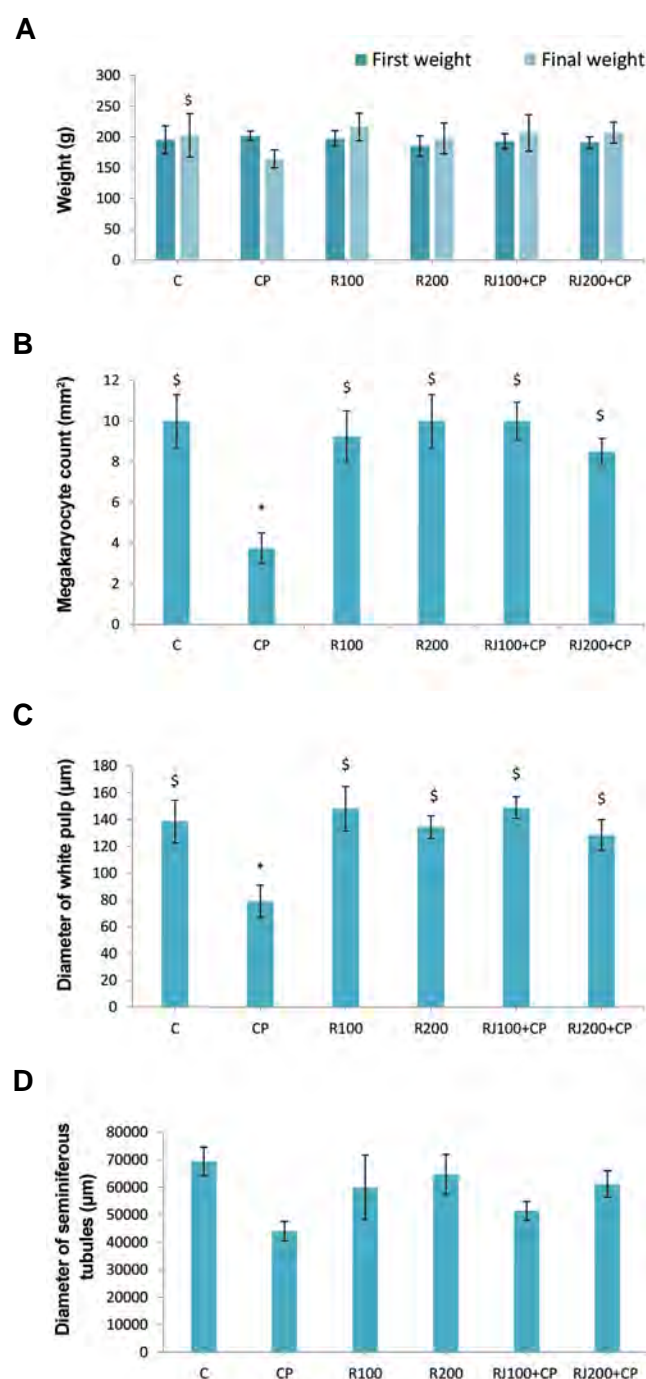 A
First weight Final weight
Weight (g)
300
250
200
150
100
50
0
$
C CP R100 R200 RJ100+CP RJ200+CP
B
Megakaryocyte count (mm²)
12
10
8
6
4
2
0
$ * $ $ $ $
C CP R100 R200 RJ100+CP RJ200+CP
C
Diameter of white pulp (µm)
180
160
140
120
100
80
60
40
20
0
$ * $ $ $ $
C CP R100 R200 RJ100+CP RJ200+CP
D
Diameter of seminiferous
tubules (µm)
80000
70000
60000
50000
40000
30000
20000
10000
0
C CP R100 R200 RJ100+CP RJ200+CP